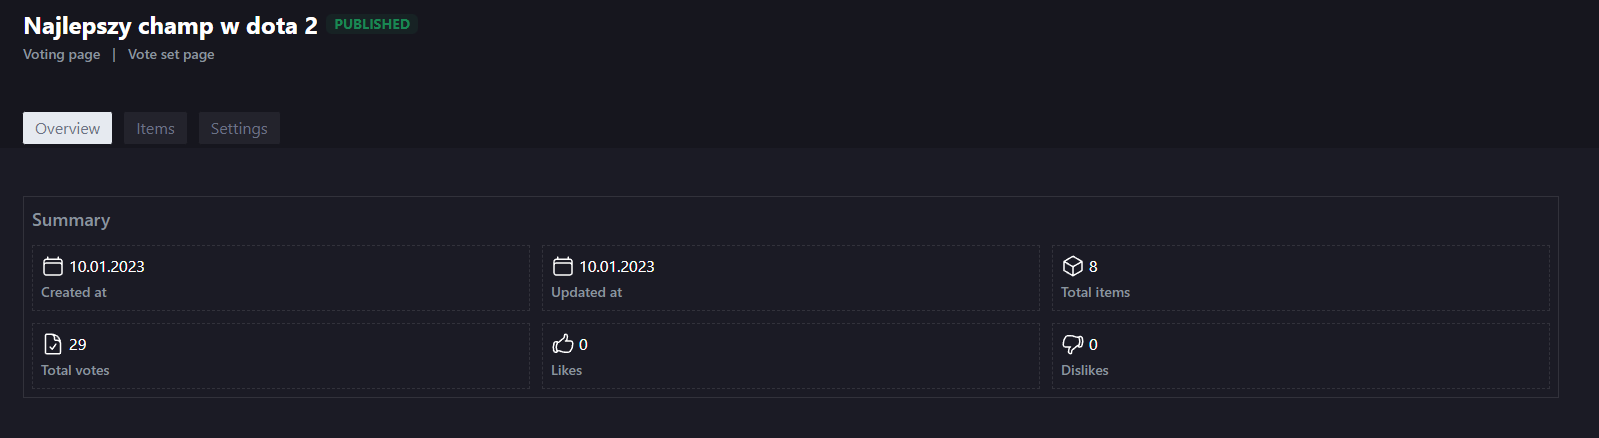 Najlepszy champ w dota 2 PUBLISHED
Voting page | Vote set page
Overview Items Settings
Summary
10.01.2023 10.01.2023 8
Created at Updated at Total items
29 0 0
Total votes Likes Dislikes